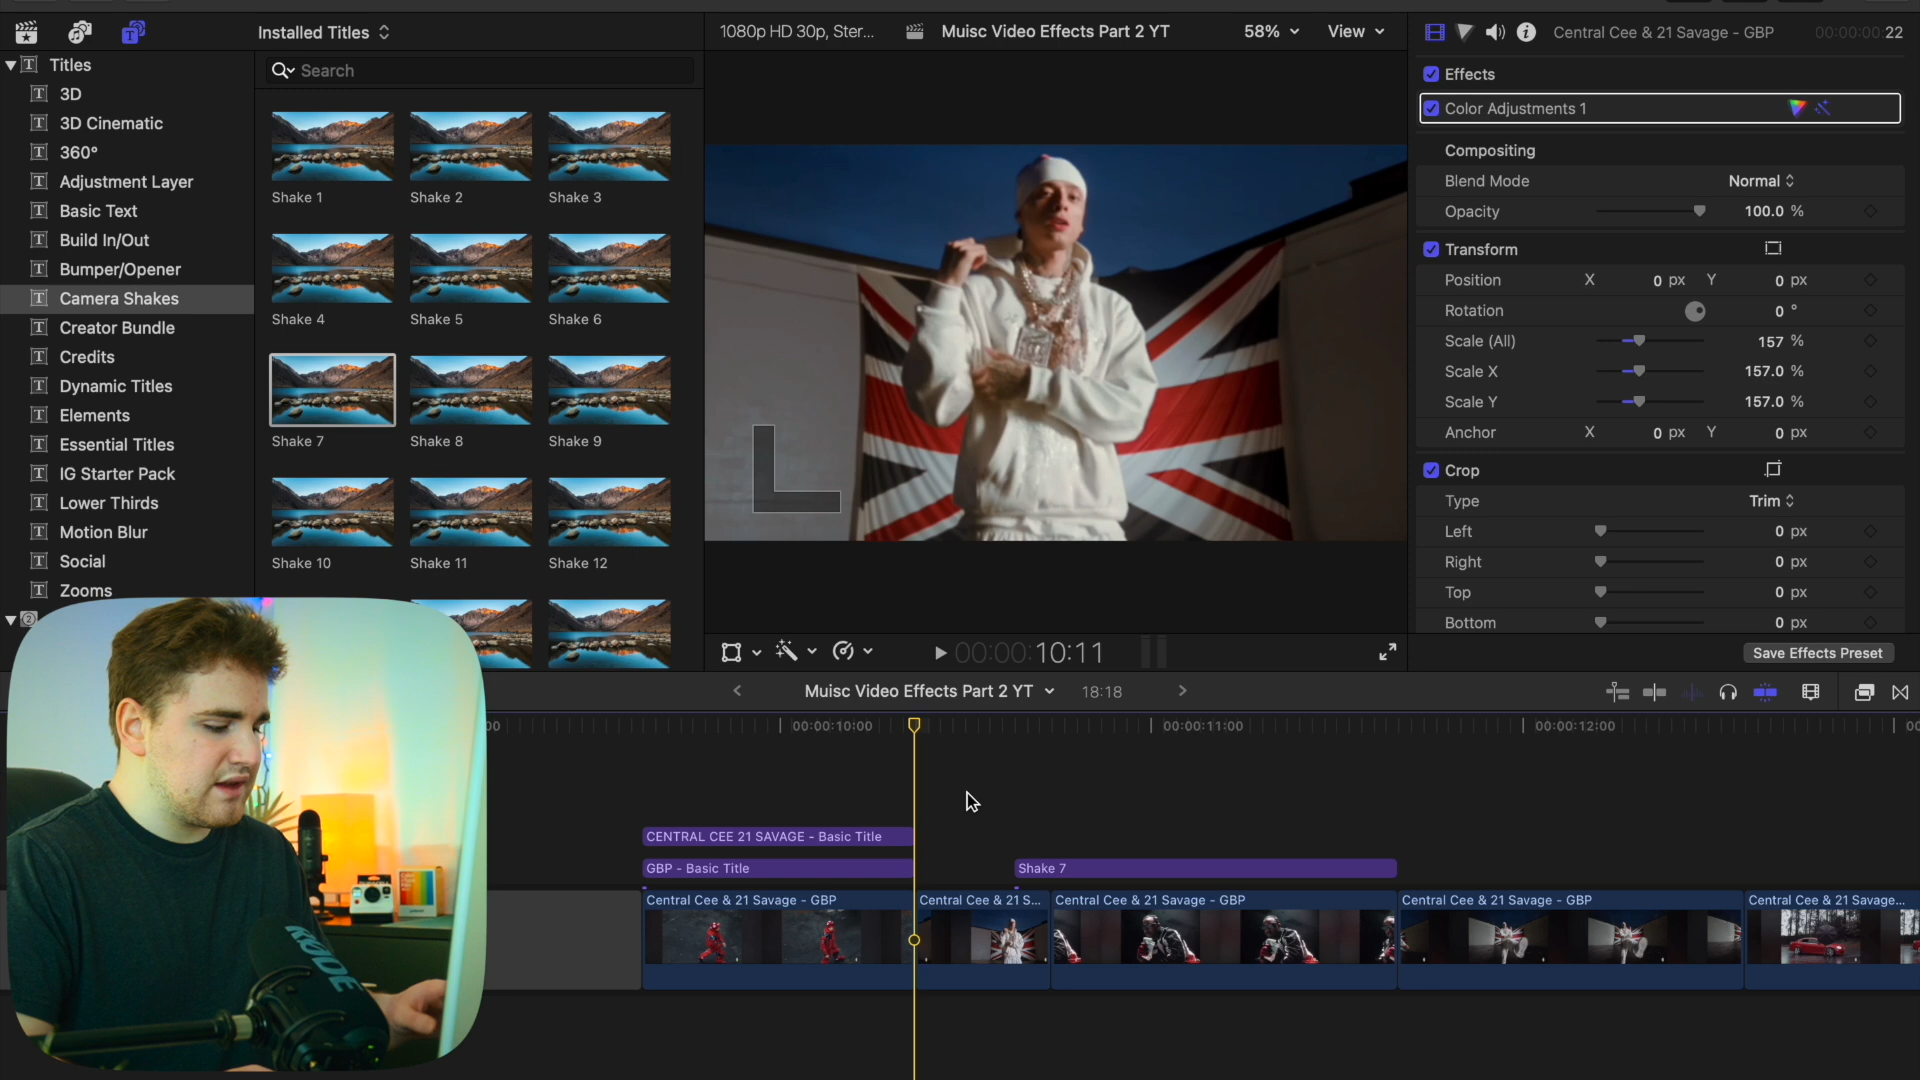 Installed Titles
1080p HD 30p, Ster...
Muisc Video Effects Part 2 YT
58%
View
Central Cee & 21 Savage - GBP
00:00:00:22
Titles
3D
3D Cinematic
360°
Adjustment Layer
Basic Text
Build In/Out
Bumper/Opener
Camera Shakes
Creator Bundle
Credits
Dynamic Titles
Elements
Essential Titles
IG Starter Pack
Lower Thirds
Motion Blur
Social
Zooms
Search
Shake 1
Shake 2
Shake 3
Shake 4
Shake 5
Shake 6
Shake 7
Shake 8
Shake 9
Shake 10
Shake 11
Shake 12
Effects
Color Adjustments 1
Compositing
Blend Mode Normal
Opacity 100.0 %
Transform
Position X 0 px Y 0 px
Rotation 0 °
Scale (All) 157 %
Scale X 157.0 %
Scale Y 157.0 %
Anchor X 0 px Y 0 px
Crop
Type Trim
Left 0 px
Right 0 px
Top 0 px
Bottom 0 px
Save Effects Preset
00:00:10:11
Muisc Video Effects Part 2 YT
18:18
00:00:10:00
00:00:11:00
00:00:12:00
CENTRAL CEE 21 SAVAGE - Basic Title
GBP - Basic Title
Shake 7
Central Cee & 21 Savage - GBP
Central Cee & 21 S...
Central Cee & 21 Savage - GBP
Central Cee & 21 Savage - GBP
Central Cee & 21 Savage...
RODE